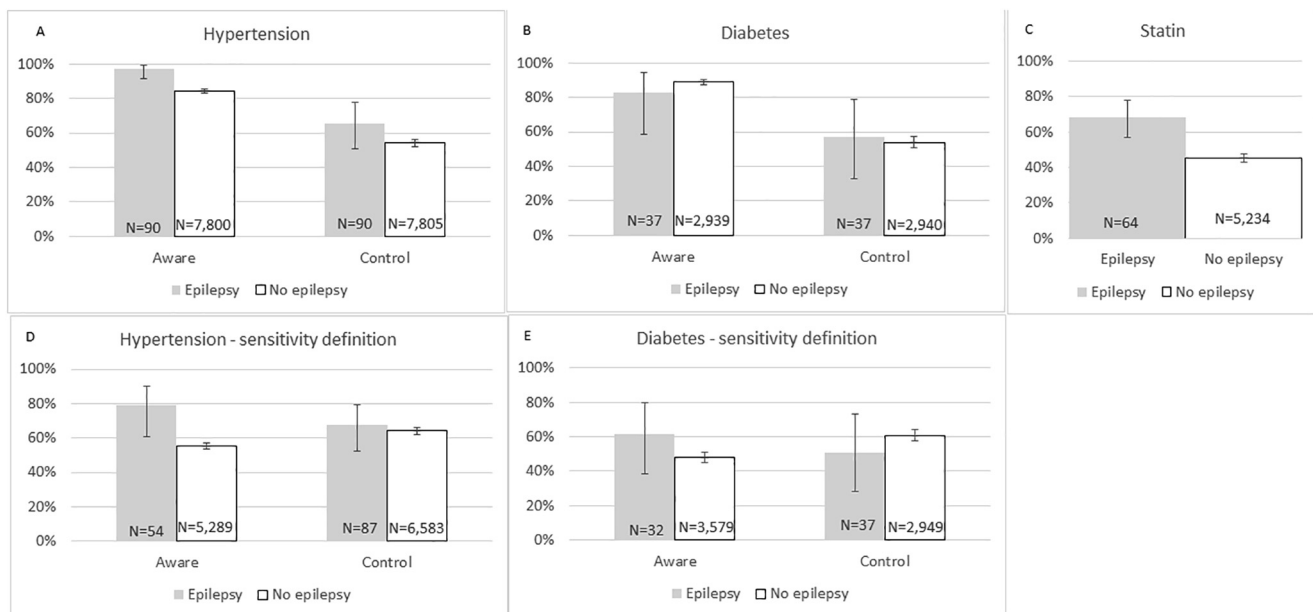 A
Hypertension
100%
80%
60%
40%
20%
0%
N=90
N=7,800
N=90
N=7,805
Aware
Control
Epilepsy
No epilepsy
B
Diabetes
100%
80%
60%
40%
20%
0%
N=37
N=2,939
N=37
N=2,940
Aware
Control
Epilepsy
No epilepsy
C
Statin
100%
80%
60%
40%
20%
0%
N=64
N=5,234
Epilepsy
No epilepsy
Epilepsy
No epilepsy
D
Hypertension - sensitivity definition
100%
80%
60%
40%
20%
0%
N=54
N=5,289
N=87
N=6,583
Aware
Control
Epilepsy
No epilepsy
E
Diabetes - sensitivity definition
100%
80%
60%
40%
20%
0%
N=32
N=3,579
N=37
N=2,949
Aware
Control
Epilepsy
No epilepsy